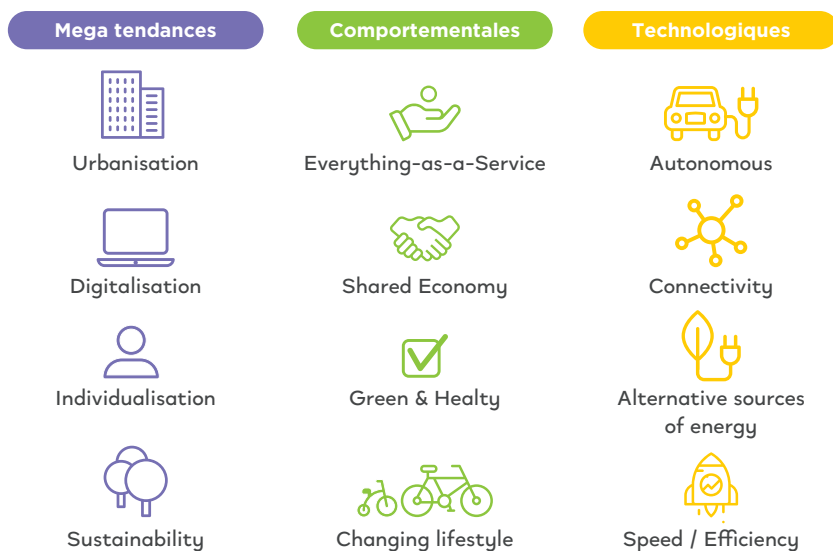 Mega tendances
Comportementales
Technologiques
Urbanisation
Everything-as-a-Service
Autonomous
Digitalisation
Shared Economy
Connectivity
Individualisation
Green & Healty
Alternative sources
of energy
Sustainability
Changing lifestyle
Speed / Efficiency